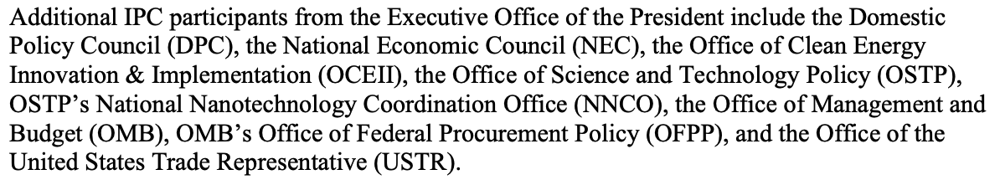 Additional IPC participants from the Executive Office of the President include the Domestic
Policy Council (DPC), the National Economic Council (NEC), the Office of Clean Energy
Innovation & Implementation (OCEII), the Office of Science and Technology Policy (OSTP),
OSTP’s National Nanotechnology Coordination Office (NNCO), the Office of Management and
Budget (OMB), OMB’s Office of Federal Procurement Policy (OFPP), and the Office of the
United States Trade Representative (USTR).